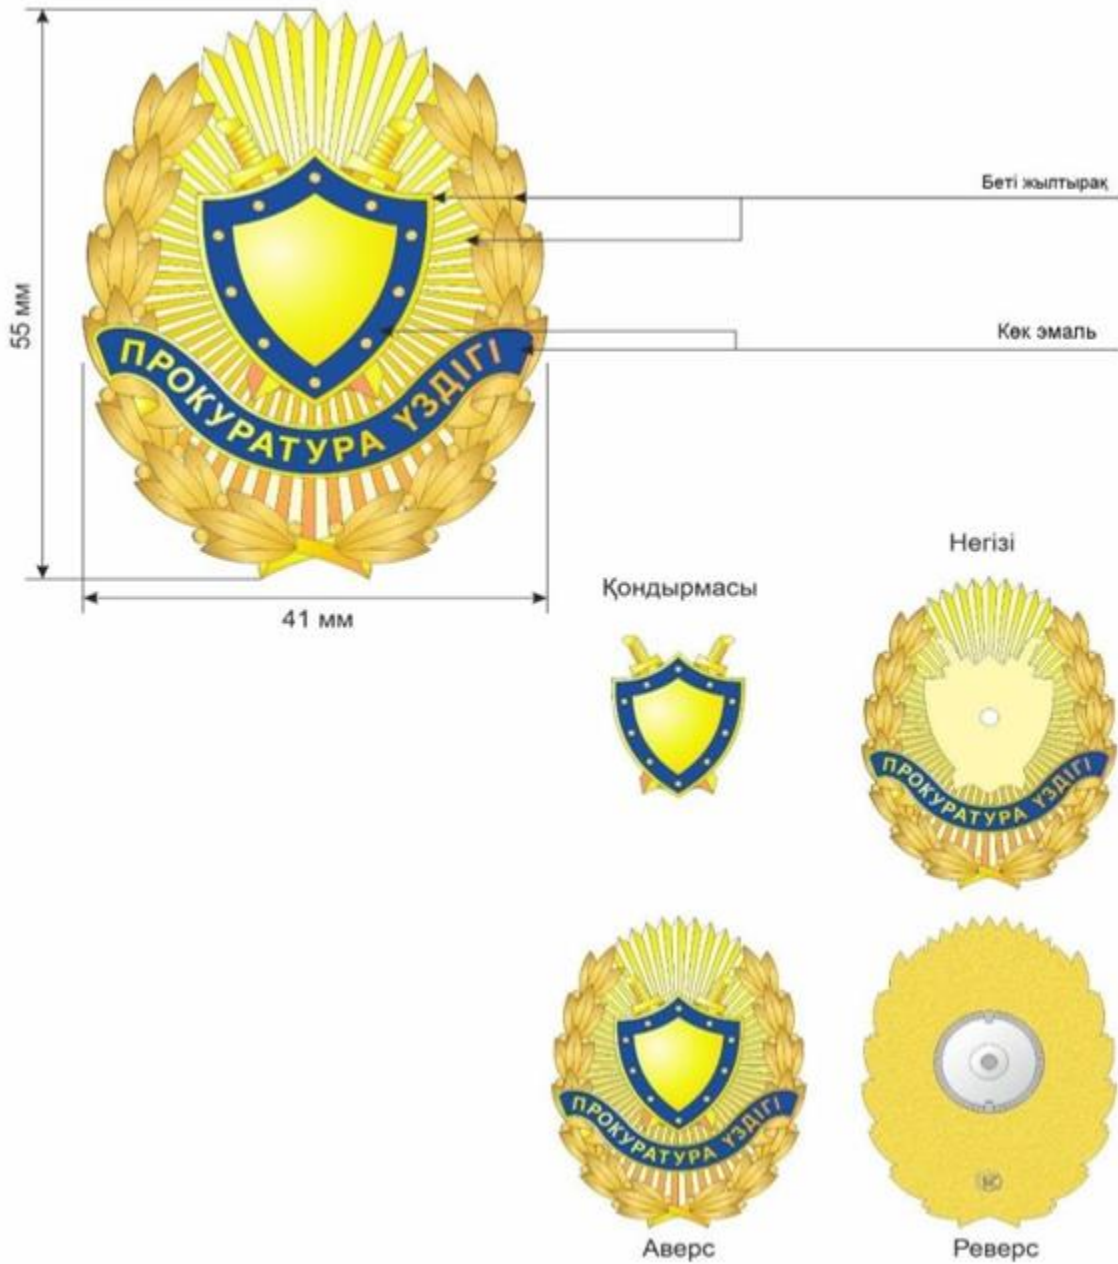 Беті жылтырақ
55 мм
Көк эмаль
ПРОКУРАТУРА ҮЗДІГІ
41 мм
Негізі
Қондырмасы
ПРОКУРАТУРА ҮЗДІГІ
ПРОКУРАТУРА ҮЗДІГІ
Аверс
Реверс